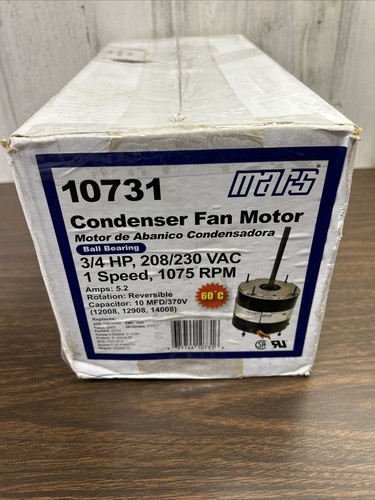 10731
mars
Condenser Fan Motor
Motor de Abanico Condensadora
Ball Bearing
3/4 HP, 208/230 VAC
1 Speed, 1075 RPM
Amps: 5.2
Rotation: Reversible
Capacitor: 10 MFD/370V
(12008, 12908, 14008)
60°C
Replaces: